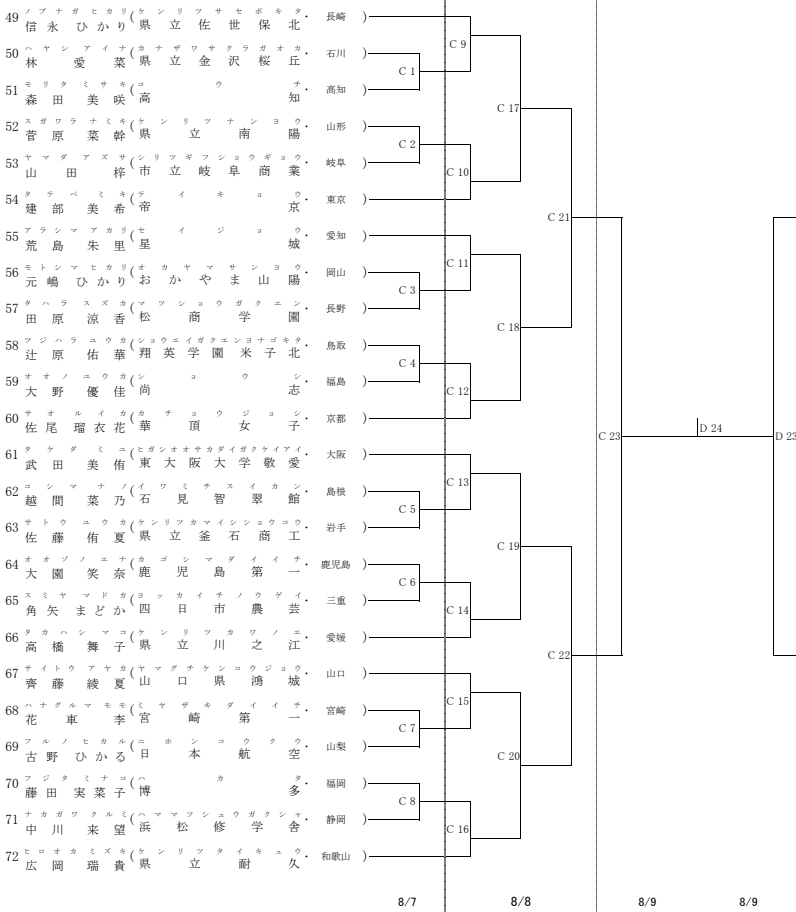 ノブナガヒカリ ケンリツサセボキタ
49 信永 ひかり ( 県立佐世保北 ・ 長崎 )
C 9
ハヤシアイナ カナザワサクラガオカ
50 林 愛菜 ( 県立金沢桜丘 ・ 石川 )
C 1
モリタミサキ コウチ
51 森田 美咲 ( 高知 ・ 高知 )
C 17
スガワラナミキ ケンリツナンヨウ
52 菅原 菜幹 ( 県立南陽 ・ 山形 )
C 2
ヤマダアズサ シリツギフショウギョウ
53 山田 梓 ( 市立岐阜商業 ・ 岐阜 )
C 10
タテベミキ テイキョウ
54 建部 美希 ( 帝京 ・ 東京 )
C 21
アラシマアカリ セイジョウ
55 荒島 朱里 ( 星城 ・ 愛知 )
C 11
モトシマヒカリ オカヤマサンヨウ
56 元嶋 ひかり ( おかやま山陽 ・ 岡山 )
C 3
タハラスズカ マツショウガクエン
57 田原 涼香 ( 松商学園 ・ 長野 )
C 18
ツジハラユウカ ショウエイガクエンヨナゴキタ
58 辻原 佑華 ( 翔英学園米子北 ・ 鳥取 )
C 4
オオノユウカ ショウシ
59 大野 優佳 ( 尚志 ・ 福島 )
C 12
サオルイカ カチョウジョシ
60 佐尾 瑠衣花 ( 華頂女子 ・ 京都 )
C 23
D 24
D 23
タケダミユ ヒガシオオサカダイガクケイアイ
61 武田 美侑 ( 東大阪大学敬愛 ・ 大阪 )
C 13
コシマナノ イワミチスイカン
62 越間 菜乃 ( 石見智翠館 ・ 島根 )
C 5
サトウユウカ ケンリツカマイシショウコウ
63 佐藤 侑夏 ( 県立釜石商工 ・ 岩手 )
C 19
オオゾノエナ カゴシマダイイチ
64 大園 笑奈 ( 鹿児島第一 ・ 鹿児島 )
C 6
スミヤマドカ ヨッカイチノウゲイ
65 角矢 まどか ( 四日市農芸 ・ 三重 )
C 14
タカハシマコ ケンリツカワノエ
66 高橋 舞子 ( 県立川之江 ・ 愛媛 )
C 22
サイトウアヤカ ヤマグチケンコウジョウ
67 齊藤 綾夏 ( 山口県鴻城 ・ 山口 )
C 15
ハナグルマモモ ミヤザキダイイチ
68 花車 李 ( 宮崎第一 ・ 宮崎 )
C 7
フルノヒカル ニホンコウクウ
69 古野 ひかる ( 日本航空 ・ 山梨 )
C 20
フジタミナコ ハカタ
70 藤田 実菜子 ( 博多 ・ 福岡 )
C 8
ナカガワクルミ ハママツシュウガクシャ
71 中川 来望 ( 浜松修学舎 ・ 静岡 )
C 16
ヒロオカミズキ ケンリツタイキュウ
72 広岡 瑞貴 ( 県立耐久 ・ 和歌山 )
8/7 8/8 8/9 8/9